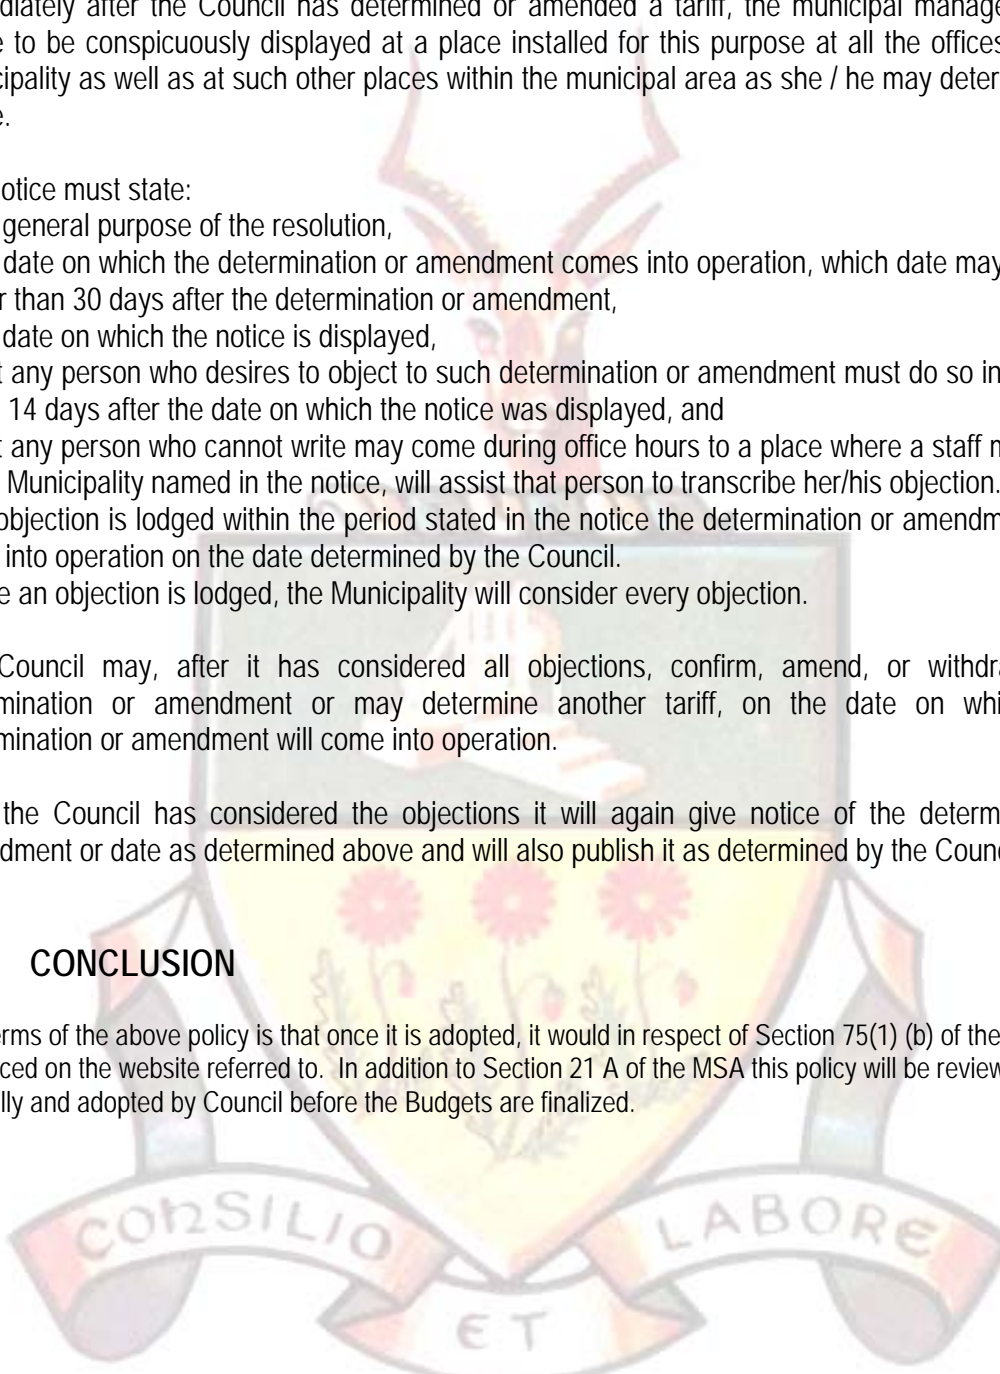 diately after the Council has determined or amended a tariff, the municipal manage
e to be conspicuously displayed at a place installed for this purpose at all the offices
cipality as well as at such other places within the municipal area as she / he may deter
e.
otice must state:
general purpose of the resolution,
date on which the determination or amendment comes into operation, which date may
r than 30 days after the determination or amendment,
date on which the notice is displayed,
t any person who desires to object to such determination or amendment must do so in
14 days after the date on which the notice was displayed, and
t any person who cannot write may come during office hours to a place where a staff m
Municipality named in the notice, will assist that person to transcribe her/his objection.
objection is lodged within the period stated in the notice the determination or amendm
into operation on the date determined by the Council.
e an objection is lodged, the Municipality will consider every objection.
Council may, after it has considered all objections, confirm, amend, or withdra
mination or amendment or may determine another tariff, on the date on whi
mination or amendment will come into operation.
the Council has considered the objections it will again give notice of the determ
dment or date as determined above and will also publish it as determined by the Counc
CONCLUSION
erms of the above policy is that once it is adopted, it would in respect of Section 75(1) (b) of the
ced on the website referred to. In addition to Section 21 A of the MSA this policy will be review
lly and adopted by Council before the Budgets are finalized.
CONSILIO
LABORE
ET